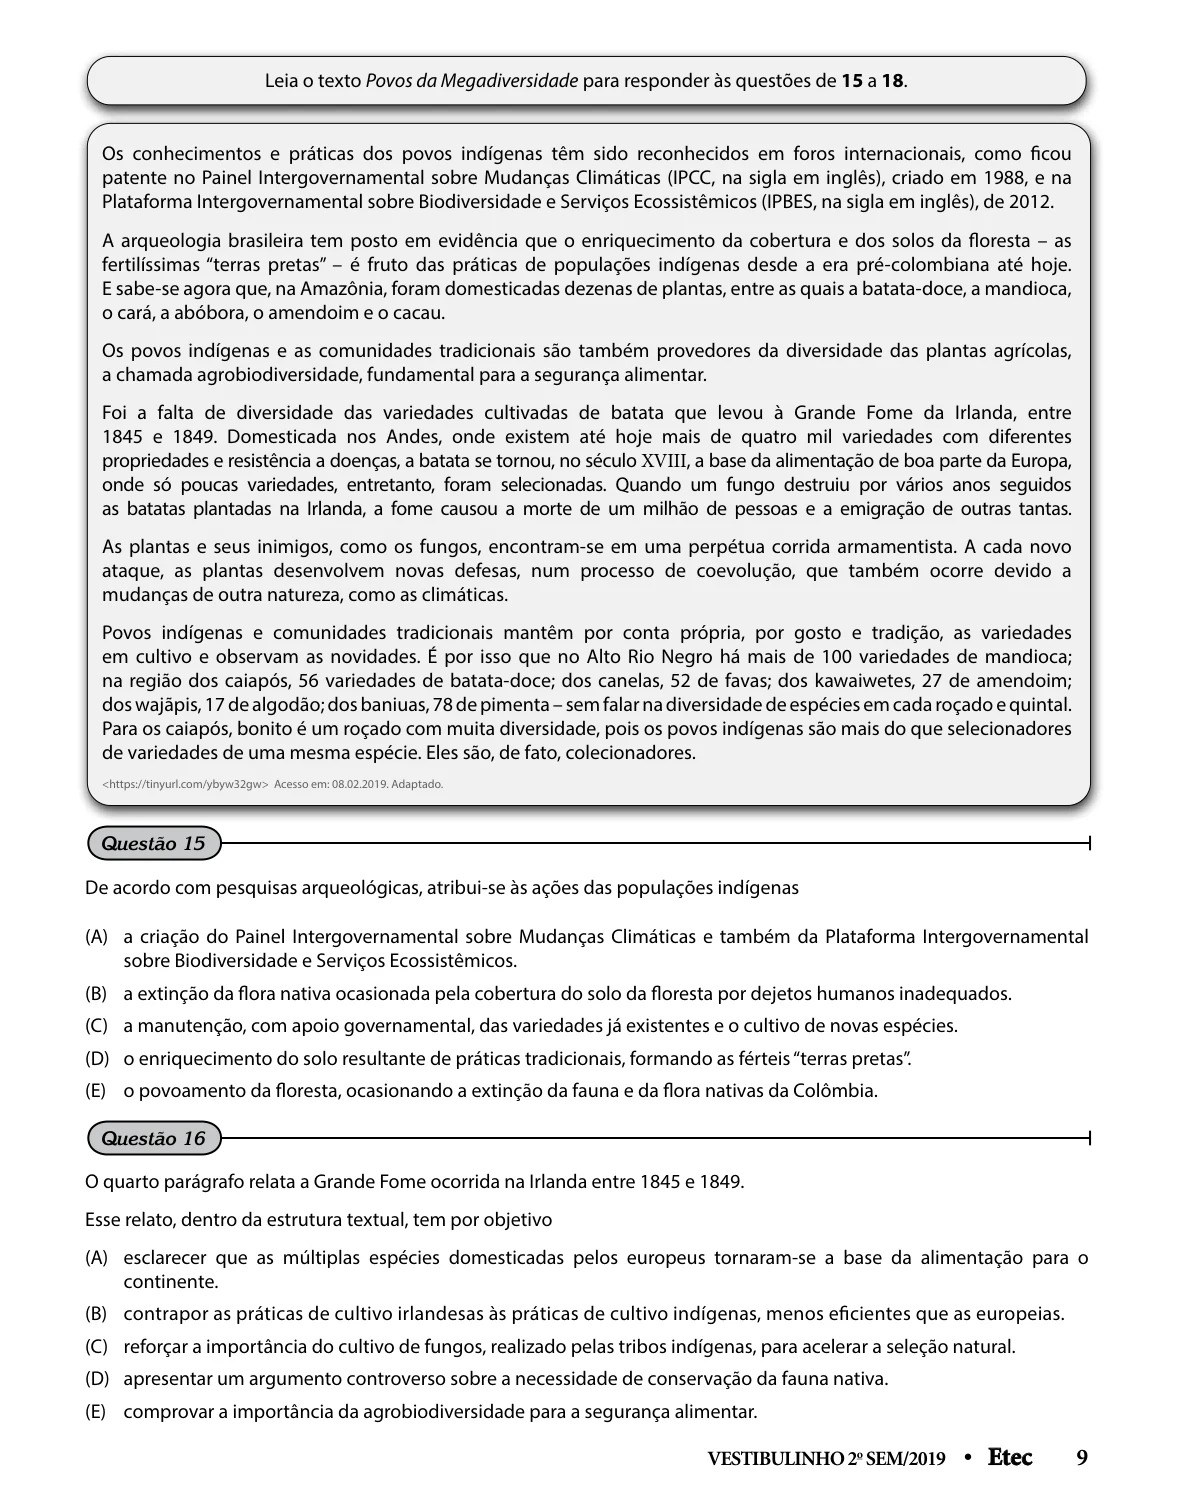 Leia o texto Povos da Megadiversidade para responder às questões de 15 a 18.
Os conhecimentos e práticas dos povos indígenas têm sido reconhecidos em foros internacionais, como ficou
patente no Painel Intergovernamental sobre Mudanças Climáticas (IPCC, na sigla em inglês), criado em 1988, e na
Plataforma Intergovernamental sobre Biodiversidade e Serviços Ecossistêmicos (IPBES, na sigla em inglês), de 2012.
A arqueologia brasileira tem posto em evidência que o enriquecimento da cobertura e dos solos da floresta – as
fertilíssimas “terras pretas” – é fruto das práticas de populações indígenas desde a era pré-colombiana até hoje.
E sabe-se agora que, na Amazônia, foram domesticadas dezenas de plantas, entre as quais a batata-doce, a mandioca,
o cará, a abóbora, o amendoim e o cacau.
Os povos indígenas e as comunidades tradicionais são também provedores da diversidade das plantas agrícolas,
a chamada agrobiodiversidade, fundamental para a segurança alimentar.
Foi a falta de diversidade das variedades cultivadas de batata que levou à Grande Fome da Irlanda, entre
1845 e 1849. Domesticada nos Andes, onde existem até hoje mais de quatro mil variedades com diferentes
propriedades e resistência a doenças, a batata se tornou, no século XVIII, a base da alimentação de boa parte da Europa,
onde só poucas variedades, entretanto, foram selecionadas. Quando um fungo destruiu por vários anos seguidos
as batatas plantadas na Irlanda, a fome causou a morte de um milhão de pessoas e a emigração de outras tantas.
As plantas e seus inimigos, como os fungos, encontram-se em uma perpétua corrida armamentista. A cada novo
ataque, as plantas desenvolvem novas defesas, num processo de coevolução, que também ocorre devido a
mudanças de outra natureza, como as climáticas.
Povos indígenas e comunidades tradicionais mantêm por conta própria, por gosto e tradição, as variedades
em cultivo e observam as novidades. É por isso que no Alto Rio Negro há mais de 100 variedades de mandioca;
na região dos caiapós, 56 variedades de batata-doce; dos canelas, 52 de favas; dos kawaiwetes, 27 de amendoim;
dos wajãpis, 17 de algodão; dos baniuas, 78 de pimenta – sem falar na diversidade de espécies em cada roçado e quintal.
Para os caiapós, bonito é um roçado com muita diversidade, pois os povos indígenas são mais do que selecionadores
de variedades de uma mesma espécie. Eles são, de fato, colecionadores.
<https://tinyurl.com/ybyw32gw> Acesso em: 08.02.2019. Adaptado.
Questão 15
De acordo com pesquisas arqueológicas, atribui-se às ações das populações indígenas
(A) a criação do Painel Intergovernamental sobre Mudanças Climáticas e também da Plataforma Intergovernamental
sobre Biodiversidade e Serviços Ecossistêmicos.
(B) a extinção da flora nativa ocasionada pela cobertura do solo da floresta por dejetos humanos inadequados.
(C) a manutenção, com apoio governamental, das variedades já existentes e o cultivo de novas espécies.
(D) o enriquecimento do solo resultante de práticas tradicionais, formando as férteis “terras pretas”.
(E) o povoamento da floresta, ocasionando a extinção da fauna e da flora nativas da Colômbia.
Questão 16
O quarto parágrafo relata a Grande Fome ocorrida na Irlanda entre 1845 e 1849.
Esse relato, dentro da estrutura textual, tem por objetivo
(A) esclarecer que as múltiplas espécies domesticadas pelos europeus tornaram-se a base da alimentação para o
continente.
(B) contrapor as práticas de cultivo irlandesas às práticas de cultivo indígenas, menos eficientes que as europeias.
(C) reforçar a importância do cultivo de fungos, realizado pelas tribos indígenas, para acelerar a seleção natural.
(D) apresentar um argumento controverso sobre a necessidade de conservação da fauna nativa.
(E) comprovar a importância da agrobiodiversidade para a segurança alimentar.
VESTIBULINHO 2º SEM/2019 • Etec 9